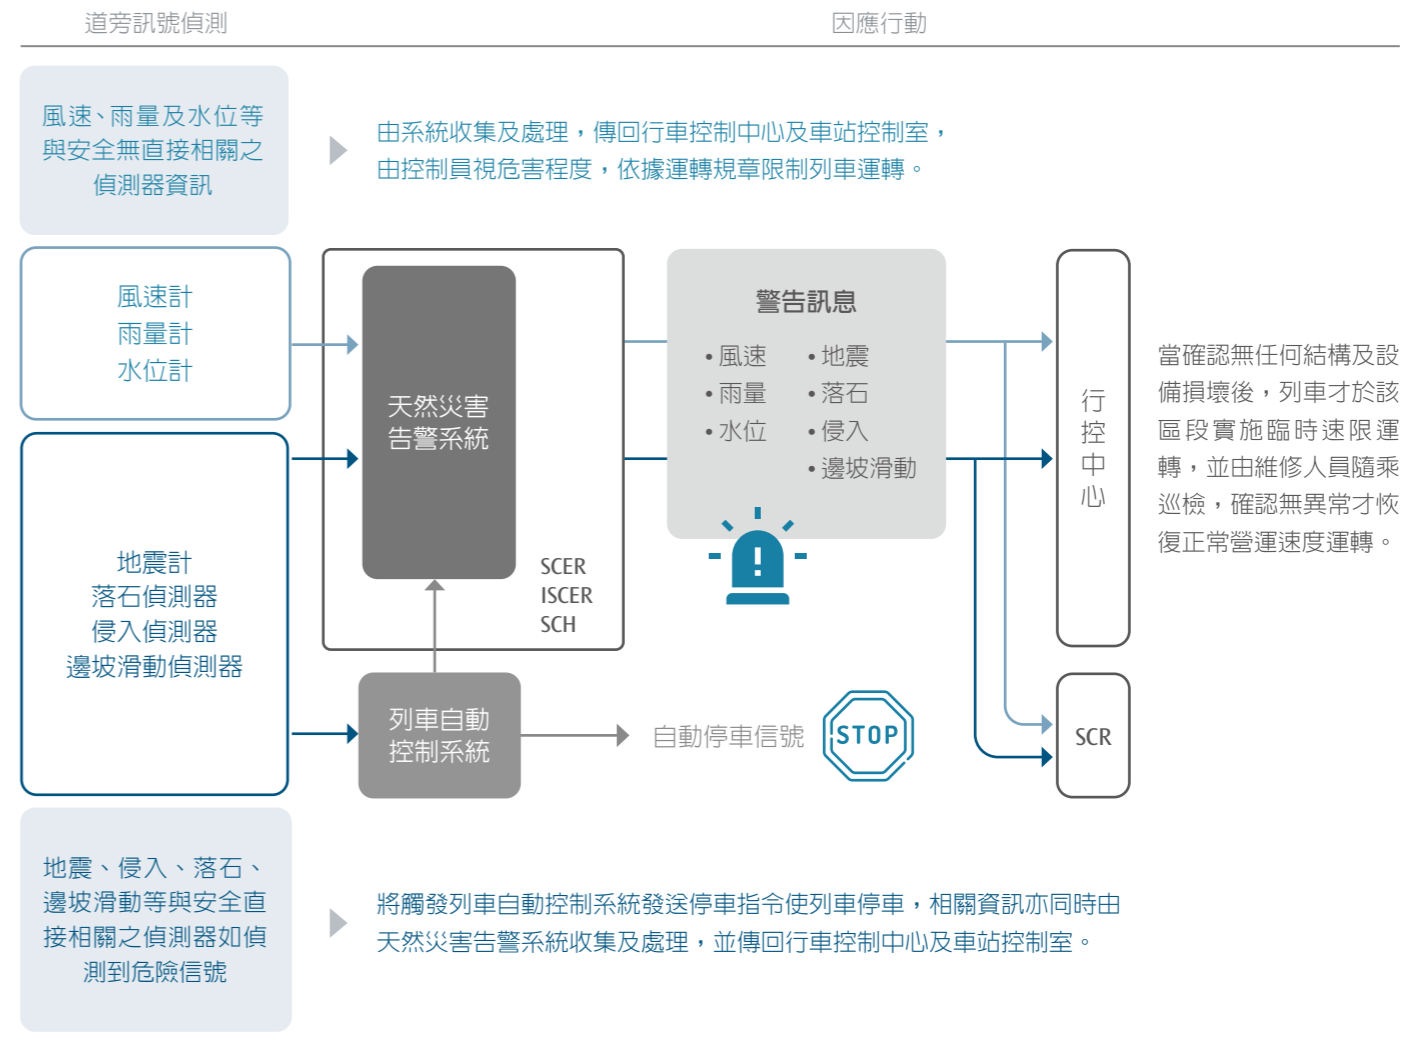 道旁訊號偵測
因應行動
風速、雨量及水位等
與安全無直接相關之
偵測器資訊
由系統收集及處理，傳回行車控制中心及車站控制室，
由控制員視危害程度，依據運轉規章限制列車運轉。
風速計
雨量計
水位計
地震計
落石偵測器
侵入偵測器
邊坡滑動偵測器
天然災害
告警系統
SCER
ISCER
SCH
列車自動
控制系統
自動停車信號
STOP
警告訊息
•風速
•雨量
•水位
•地震
•落石
•侵入
•邊坡滑動
行
控
中
心
SCR
當確認無任何結構及設
備損壞後，列車才於該
區段實施臨時速限運
轉，並由維修人員隨乘
巡檢，確認無異常才恢
復正常營運速度運轉。
地震、侵入、落石、
邊坡滑動等與安全直
接相關之偵測器如偵
測到危險信號
將觸發列車自動控制系統發送停車指令使列車停車，相關資訊亦同時由
天然災害告警系統收集及處理，並傳回行車控制中心及車站控制室。